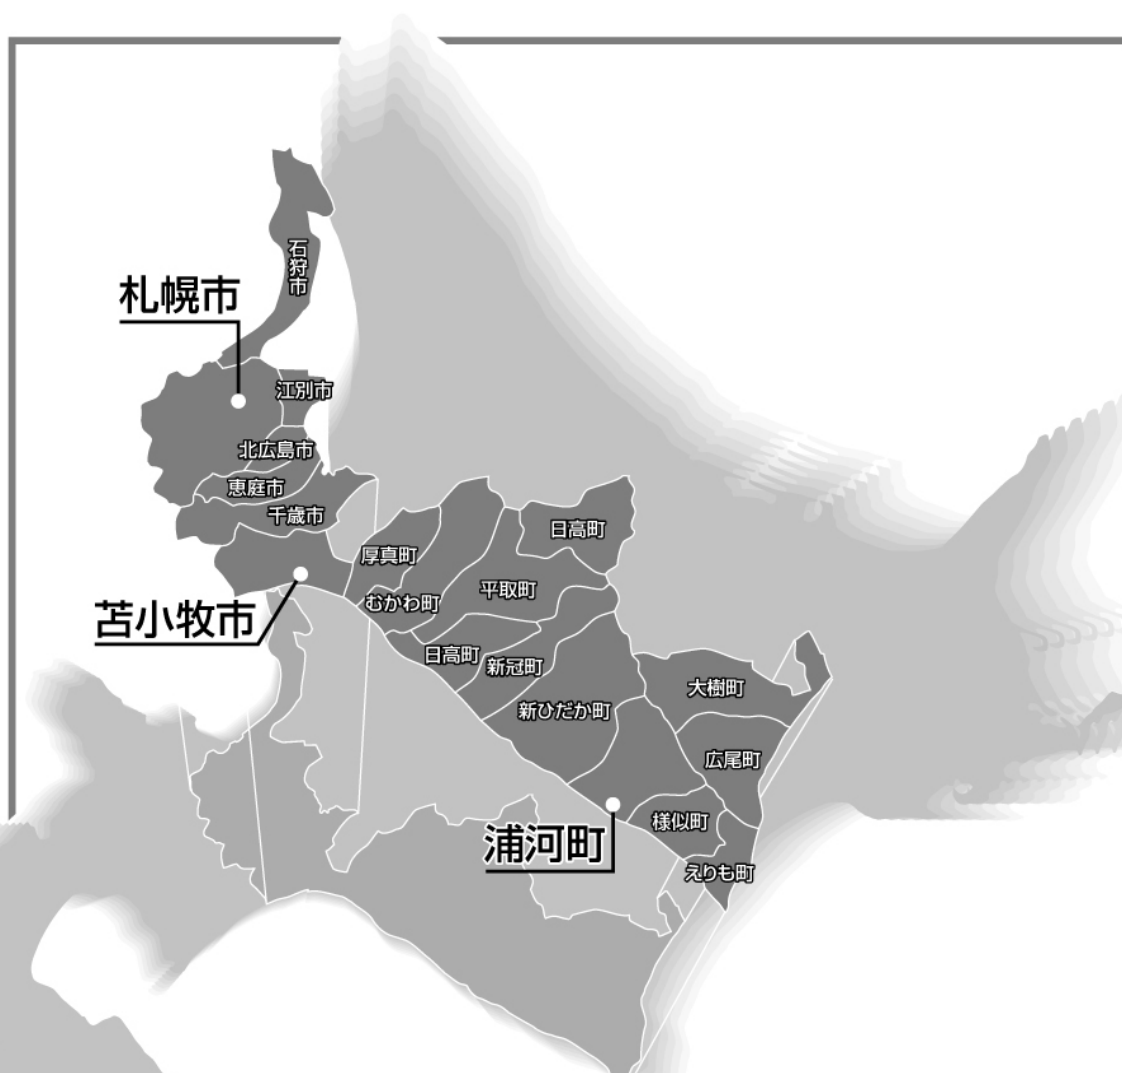 石狩市
札幌市
江別市
北広島市
恵庭市
千歳市
日高町
厚真町
平取町
むかわ町
苫小牧市
日高町
新冠町
大樹町
新ひだか町
広尾町
様似町
浦河町
えりも町